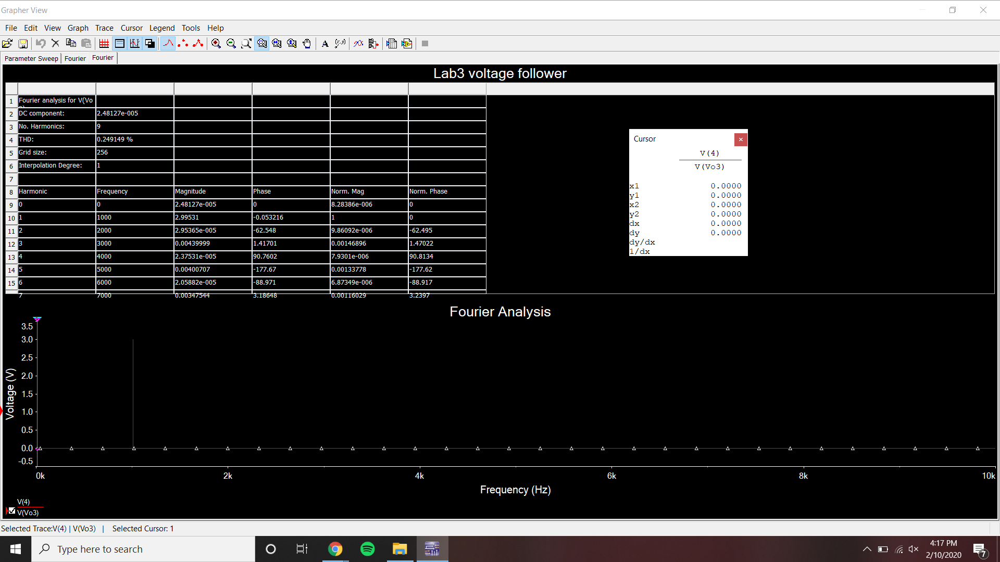 Grapher View
File Edit View Graph Trace Cursor Legend Tools Help
Parameter Sweep Fourier Fourier
Lab3 voltage follower
1 Fourier analysis for V(Vo
2 DC component: 2.48127e-005
3 No. Harmonics: 9
4 THD: 0.249149 %
5 Grid size: 256
6 Interpolation Degree: 1
7
8 Harmonic Frequency Magnitude Phase Norm. Mag Norm. Phase
9 0 0 2.48127e-005 0 8.28386e-006 0
10 1 1000 2.99531 -0.053216 1 0
11 2 2000 2.95365e-005 -62.548 9.86092e-006 -62.495
12 3 3000 0.00439999 1.41701 0.00146896 1.47022
13 4 4000 2.37531e-005 90.7602 7.9301e-006 90.8134
14 5 5000 0.00400707 -177.67 0.00133778 -177.62
15 6 6000 2.05882e-005 -88.971 6.87349e-006 -88.917
7 7000 0.00347544 3.18648 0.00116029 3.2397
Cursor
V(4)
V(Vo3)
x1 0.0000
y1 0.0000
x2 0.0000
y2 0.0000
dx 0.0000
dy 0.0000
dy/dx
1/dx
Fourier Analysis
3.5
3.0
2.5
2.0
1.5
1.0
0.5
0.0
-0.5
Voltage (V)
0k 2k 4k 6k 8k 10k
Frequency (Hz)
V(4)
V(Vo3)
Selected Trace:V(4) | V(Vo3) | Selected Cursor: 1
Type here to search
4:17 PM
2/10/2020
7